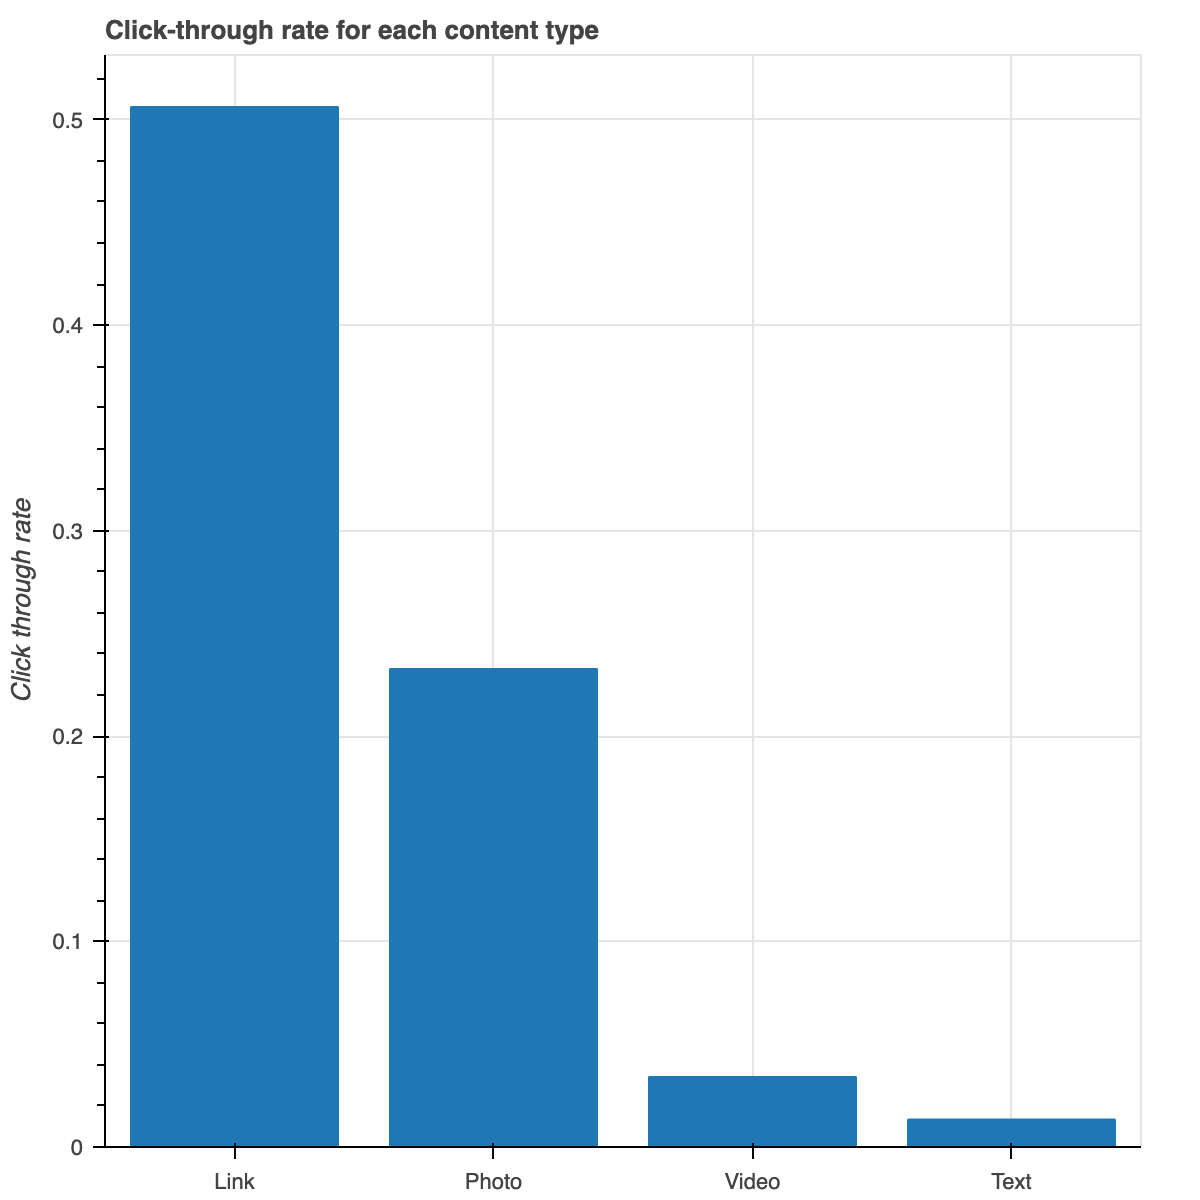 Click-through rate for each content type
Click through rate
0.5
0.4
0.3
0.2
0.1
0
Link
Photo
Video
Text